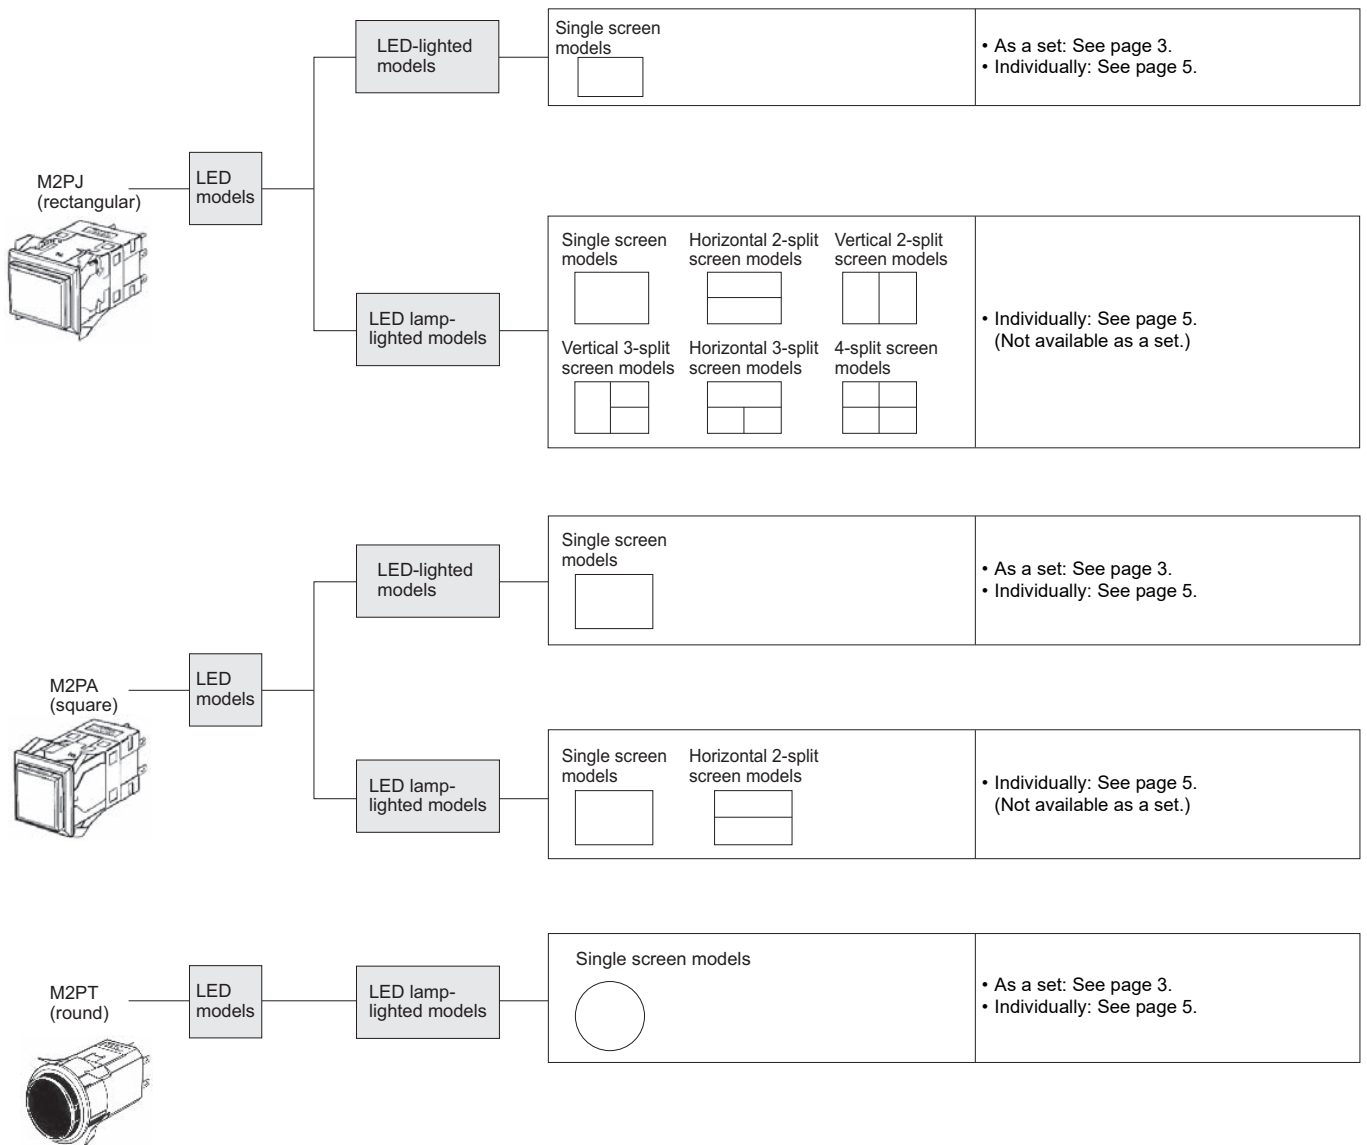 LED-lighted
models
Single screen
models
• As a set: See page 3.
• Individually: See page 5.
M2PJ
(rectangular)
LED
models
LED lamp-
lighted models
Single screen
models
Horizontal 2-split
screen models
Vertical 2-split
screen models
Vertical 3-split
screen models
Horizontal 3-split
screen models
4-split screen
models
• Individually: See page 5.
(Not available as a set.)
LED-lighted
models
Single screen
models
• As a set: See page 3.
• Individually: See page 5.
M2PA
(square)
LED
models
LED lamp-
lighted models
Single screen
models
Horizontal 2-split
screen models
• Individually: See page 5.
(Not available as a set.)
M2PT
(round)
LED
models
LED lamp-
lighted models
Single screen models
• As a set: See page 3.
• Individually: See page 5.